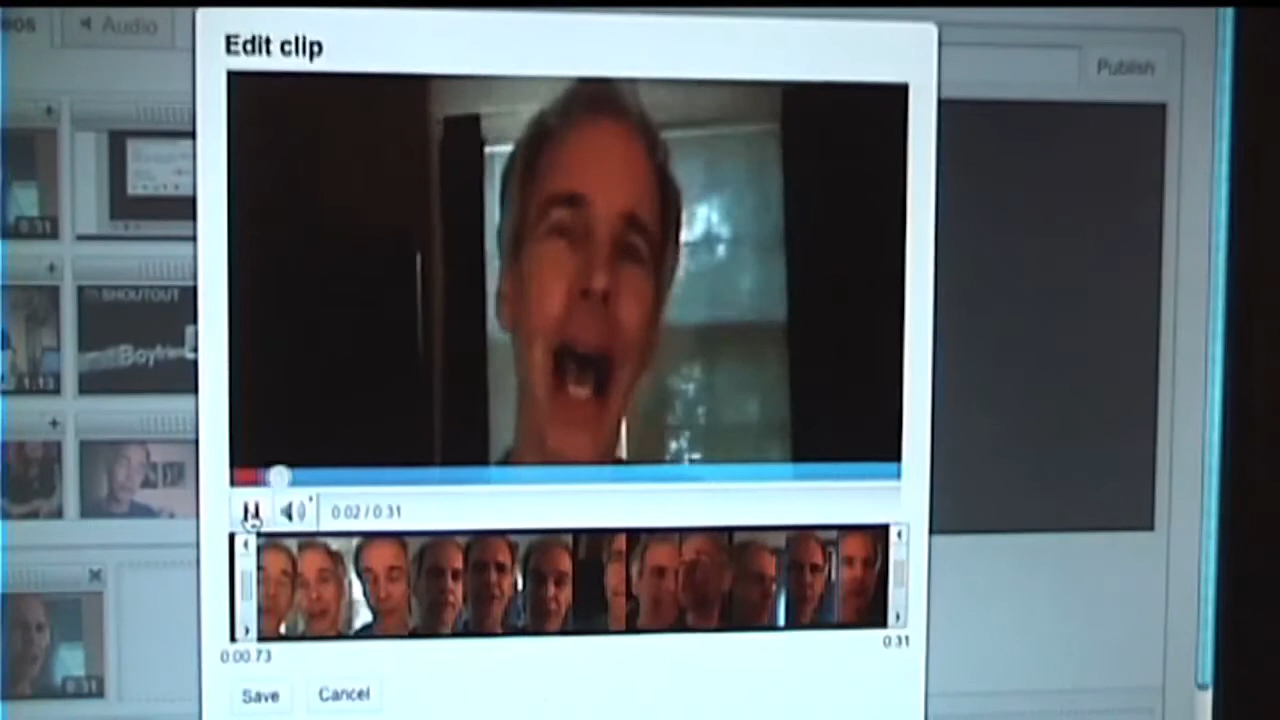 Audio
Edit clip
Publish
0:31
SHOUTOUT
1:13
0:02 / 0:31
0:00.73
0:31
Save
Cancel
0:31